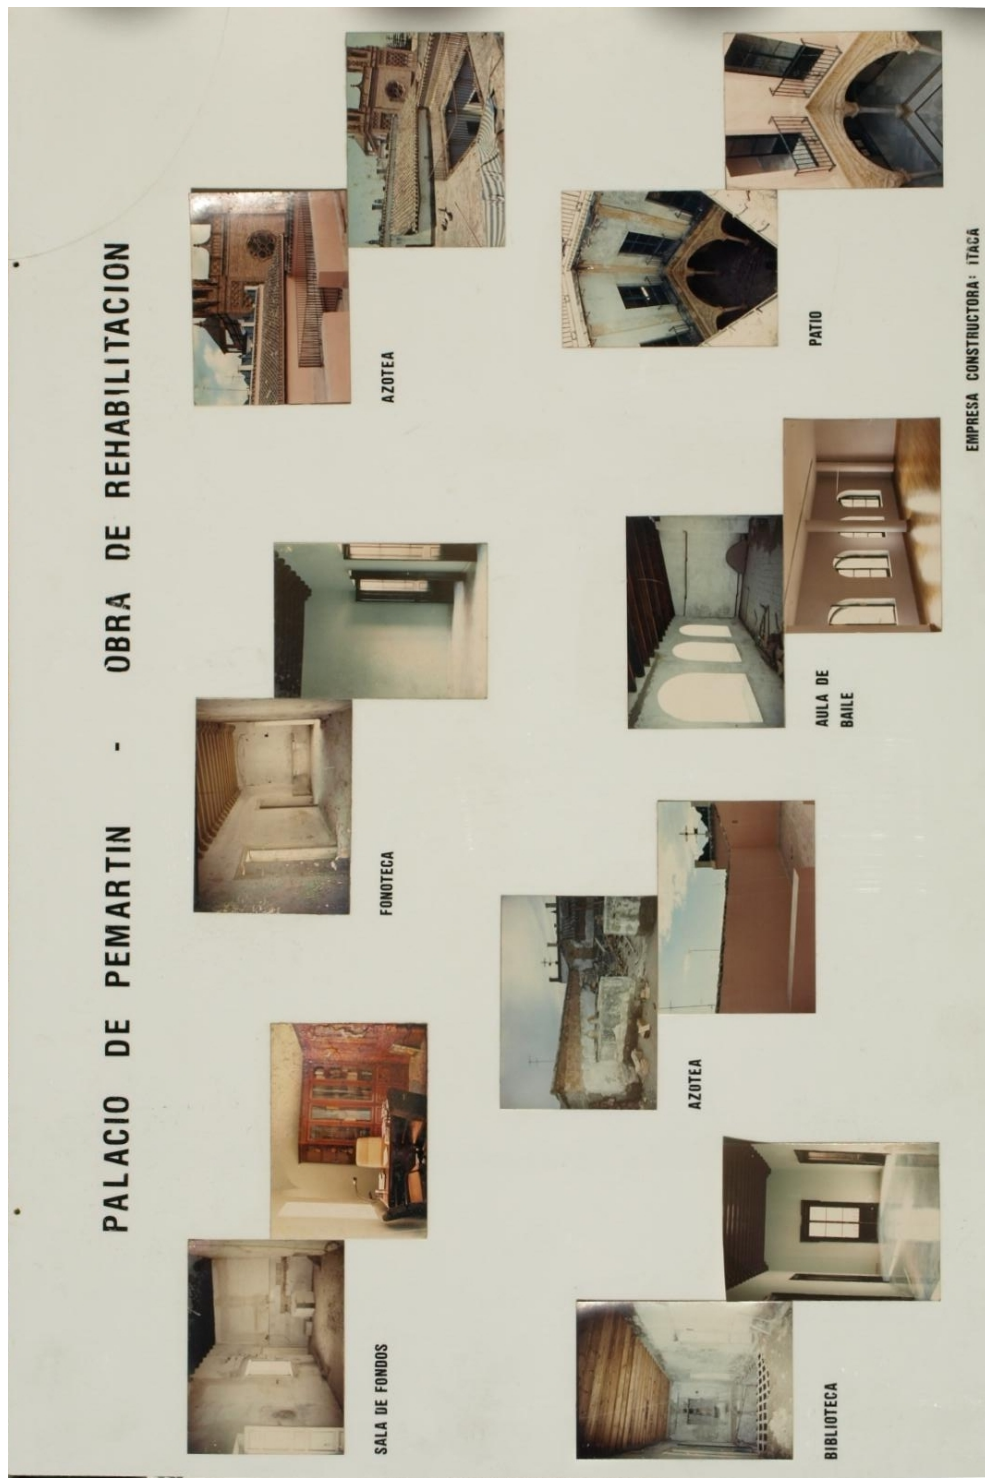 PALACIO DE PEMARTIN - OBRA DE REHABILITACION
SALA DE FONDOS
FONOTECA
AZOTEA
AZOTEA
BIBLIOTECA
AULA DE
BAILE
PATIO
EMPRESA CONSTRUCTORA: ITACA